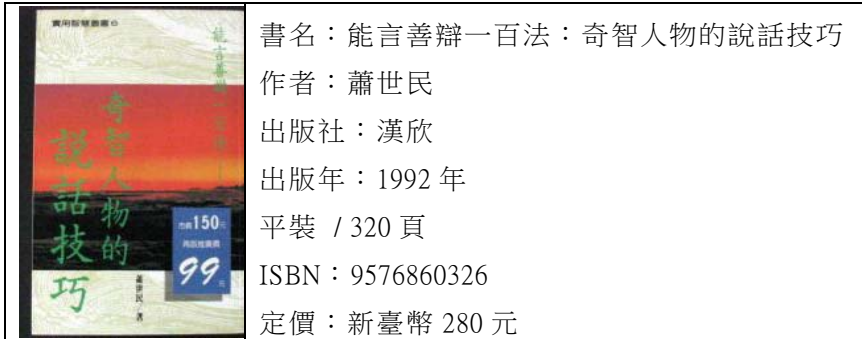 實用智慧叢書
能言善辯一百法
奇智人物的
說話技巧
蕭世民 著
市價150元
再版推廣價
99元
書名：能言善辯一百法：奇智人物的說話技巧
作者：蕭世民
出版社：漢欣
出版年：1992 年
平裝 / 320 頁
ISBN：9576860326
定價：新臺幣 280 元